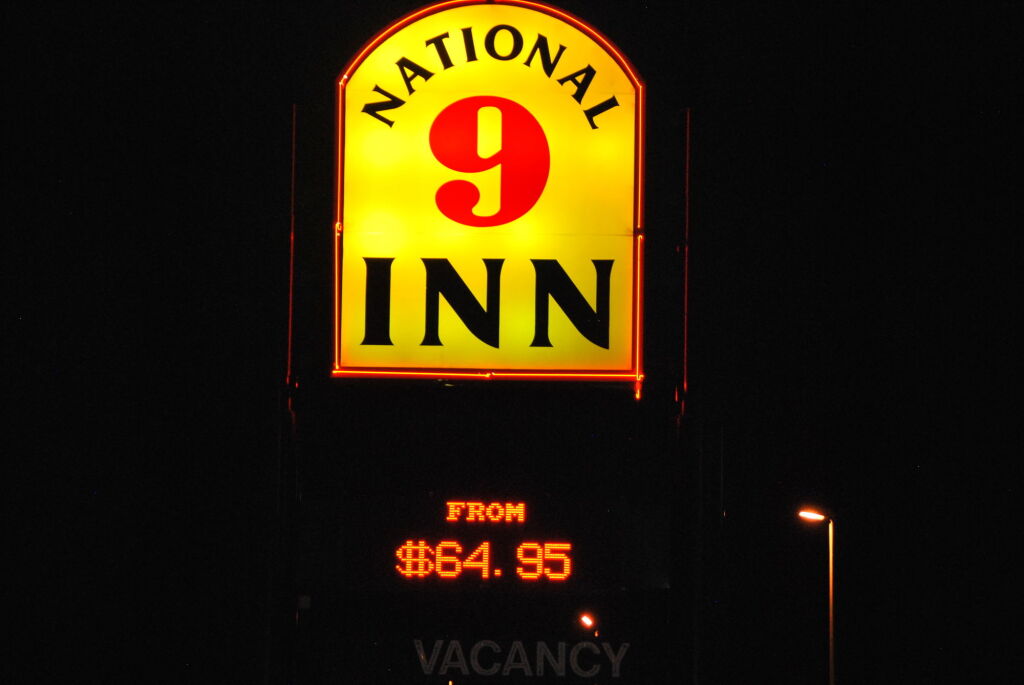 NATIONAL
9
INN
FROM
$64.95
VACANCY